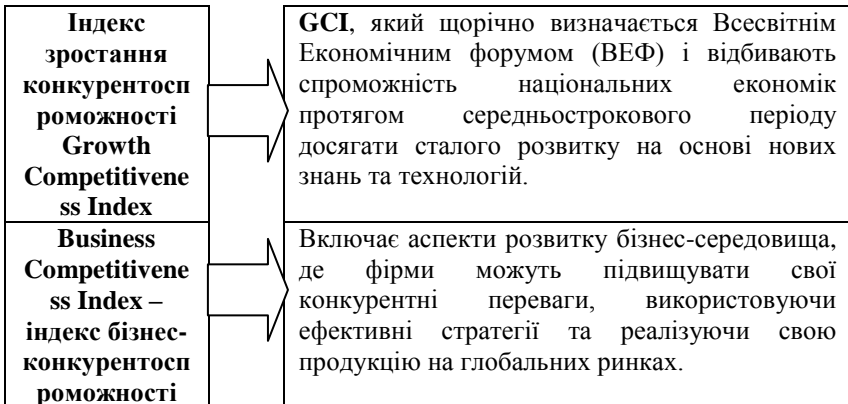 Індекс
зростання
конкурентосп
роможності
Growth
Competitivene
ss Index
GCI, який щорічно визначається Всесвітнім
Економічним форумом (ВЕФ) і відбивають
спроможність національних економік
протягом середньострокового періоду
досягати сталого розвитку на основі нових
знань та технологій.
Business
Competitivene
ss Index –
індекс бізнес-
конкурентосп
роможності
Включає аспекти розвитку бізнес-середовища,
де фірми можуть підвищувати свої
конкурентні переваги, використовуючи
ефективні стратегії та реалізуючи свою
продукцію на глобальних ринках.